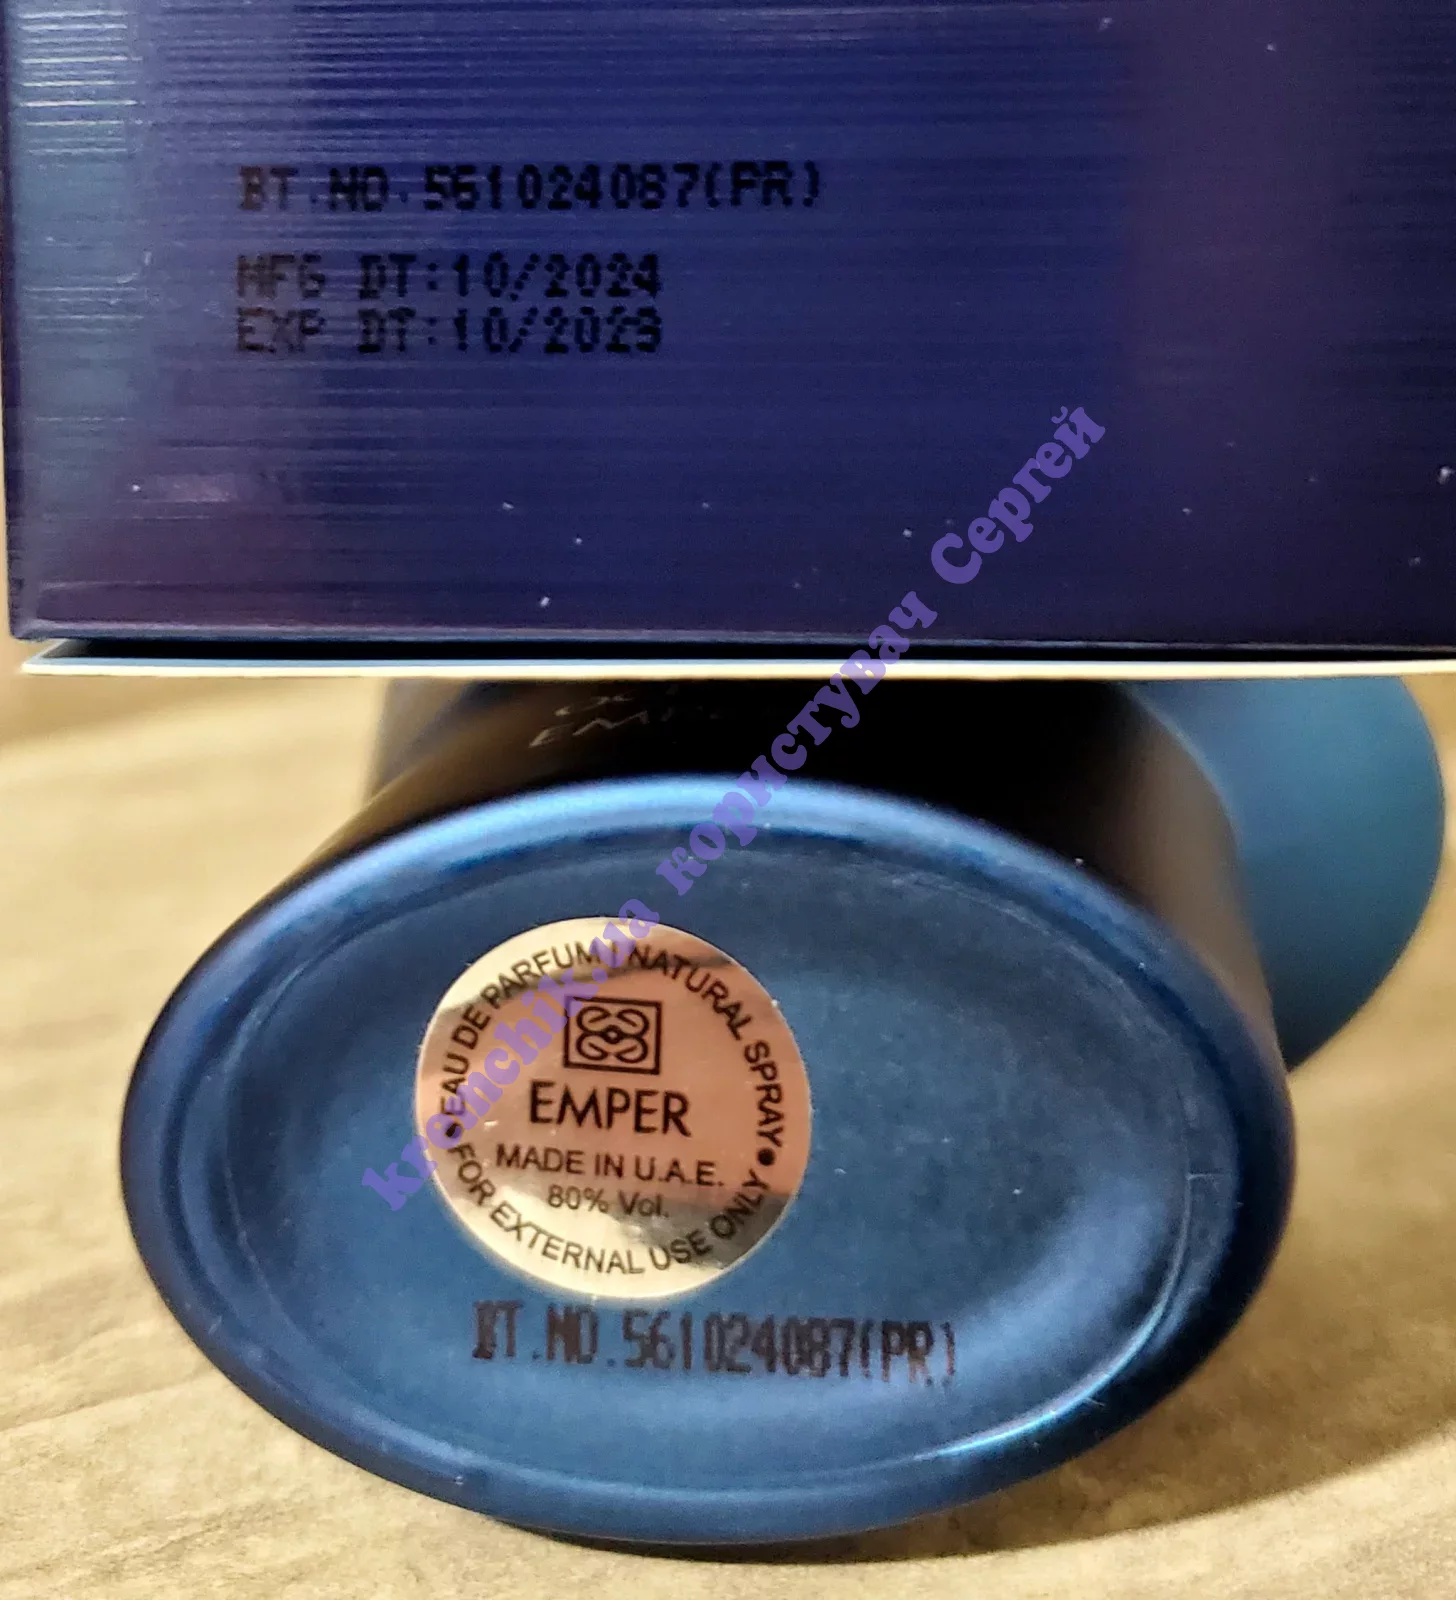 BT.NO.561024087(PR)
MFG DT:10/2024
EXP DT:10/2029
kremchik.ua користувач Сергей
EAU DE PARFUM | NATURAL SPRAY
EMPER
MADE IN U.A.E.
80% Vol.
FOR EXTERNAL USE ONLY
BT.NO.561024087(PR)